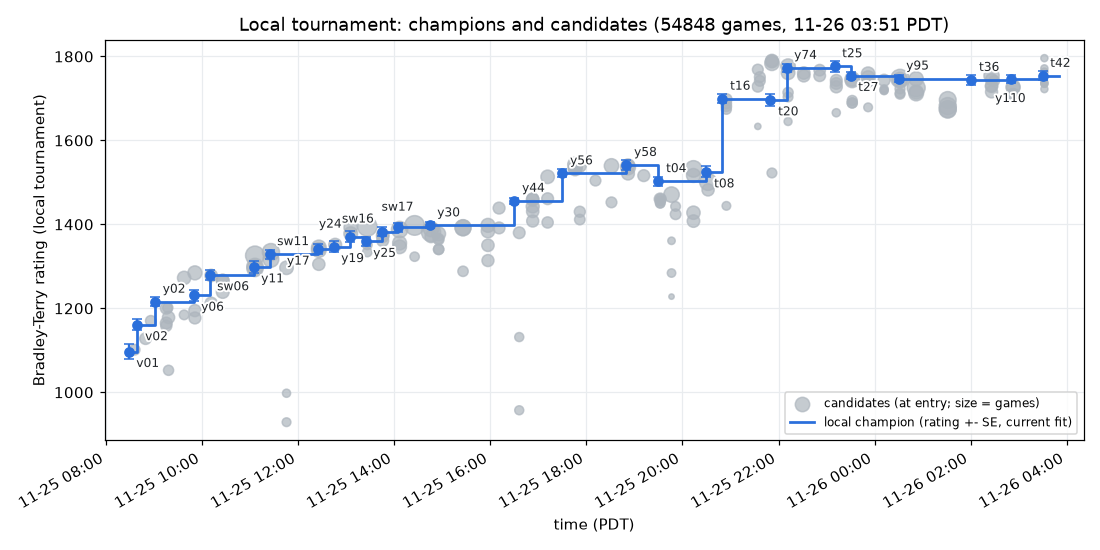 Local tournament: champions and candidates (54848 games, 11-26 03:51 PDT)
Bradley-Terry rating (local tournament)
1800
1600
1400
1200
1000
v01
v02
y02
y06
sw06
y11
sw11
y17
y24
y19
sw16
y25
sw17
y30
y44
y56
y58
t04
t08
t16
t20
y74
t25
t27
y95
t36
y110
t42
candidates (at entry; size = games)
local champion (rating +- SE, current fit)
11-25 08:00
11-25 10:00
11-25 12:00
11-25 14:00
11-25 16:00
11-25 18:00
11-25 20:00
11-25 22:00
11-26 00:00
11-26 02:00
11-26 04:00
time (PDT)